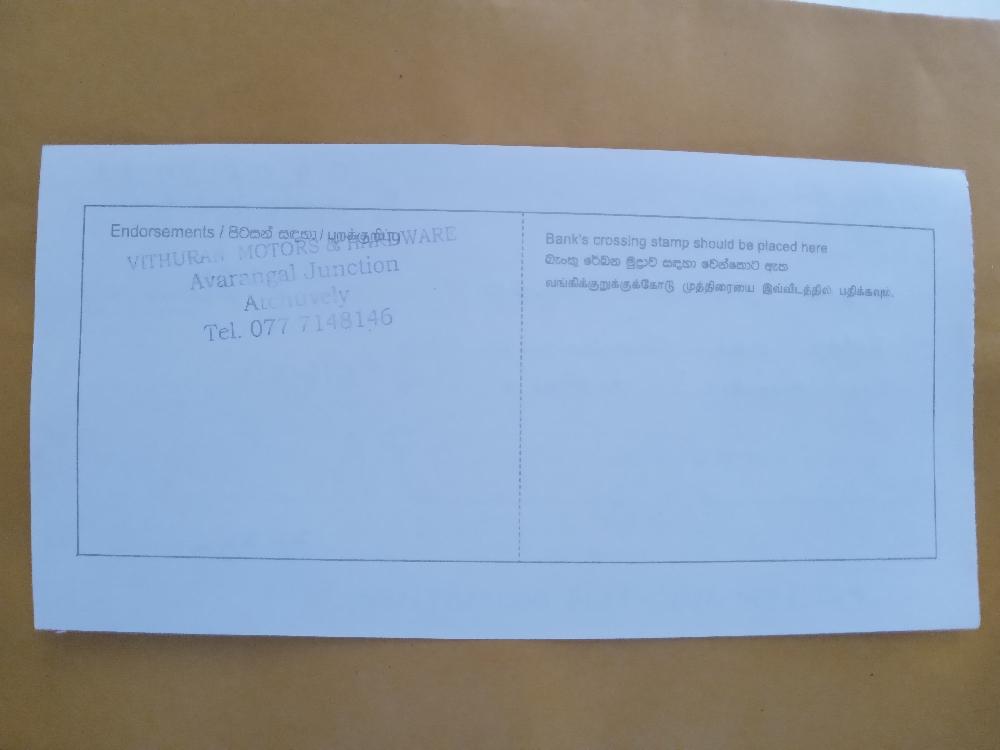 Endorsements / පිටසන් සඳහා / புறக்குறிப்பு
VITHURAN MOTORS & HARDWARE
Avarangal Junction
Atchuvely
Tel. 077 7148146
Bank's crossing stamp should be placed here
බැංකු රේඛන මුද්‍රාව සඳහා වෙන්කොට ඇත
வங்கிக்குறுக்குக்கோடு முத்திரையை இவ்வீடத்தில் பதிக்கவும்.